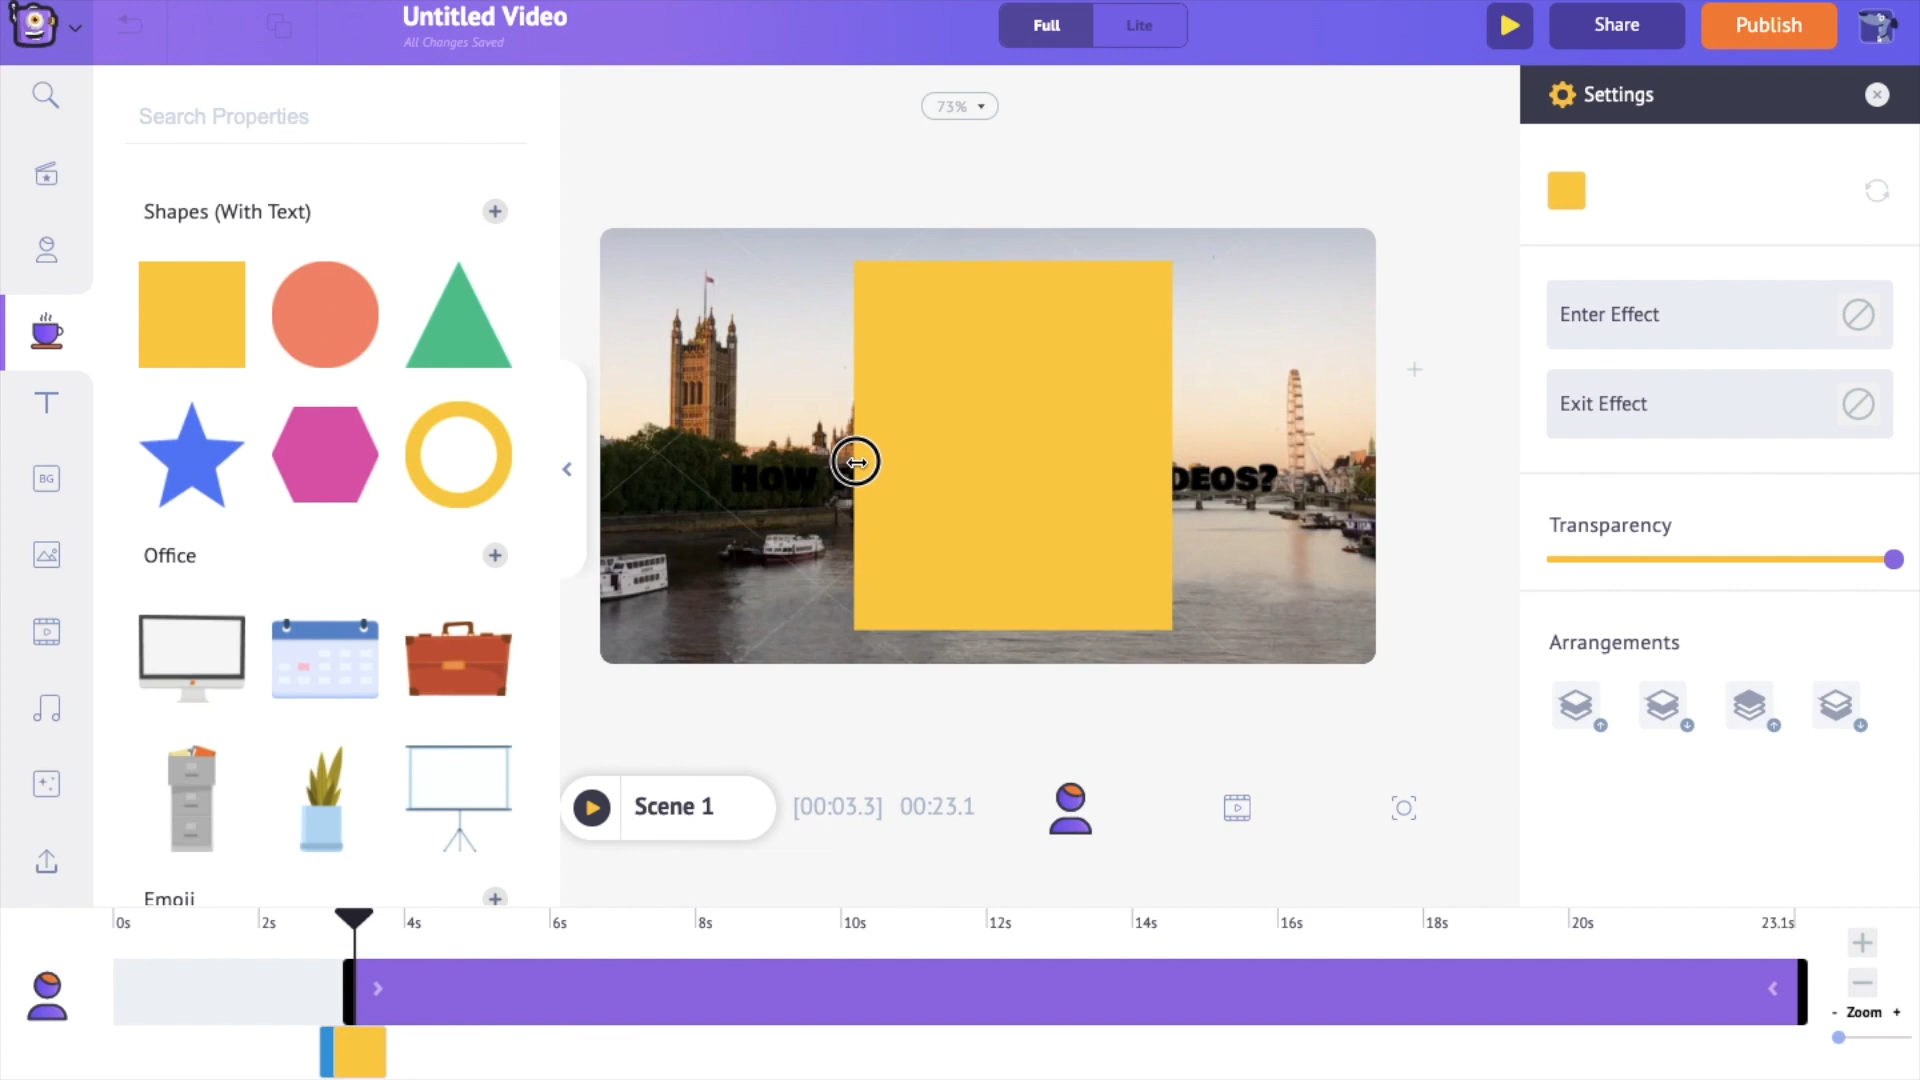 Untitled Video
All Changes Saved
Full
Lite
Share
Publish
Search Properties
73%
Settings
Shapes (With Text)
Enter Effect
Exit Effect
BG
How
DEOS?
Transparency
Office
Arrangements
Scene 1
[00:03.3] 00:23.1
Emoji
0s
2s
4s
6s
8s
10s
12s
14s
16s
18s
20s
23.1s
- Zoom +